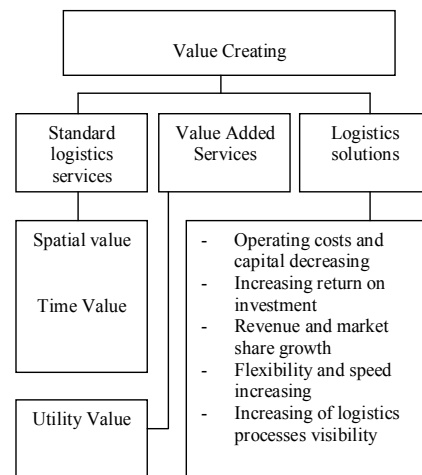 Value Creating
Standard
logistics
services
Value Added
Services
Logistics
solutions
Spatial value
Time Value
Utility Value
- Operating costs and
capital decreasing
- Increasing return on
investment
- Revenue and market
share growth
- Flexibility and speed
increasing
- Increasing of logistics
processes visibility